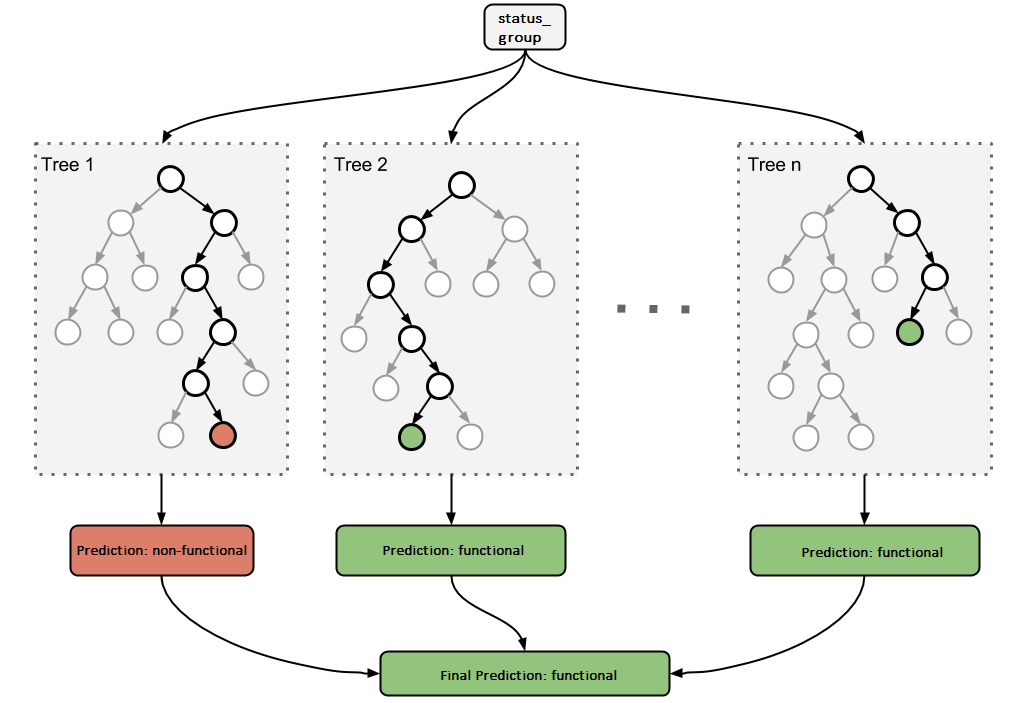 status_
group
Tree 1
Tree 2
Tree n
Prediction: non-functional
Prediction: functional
Prediction: functional
Final Prediction: functional